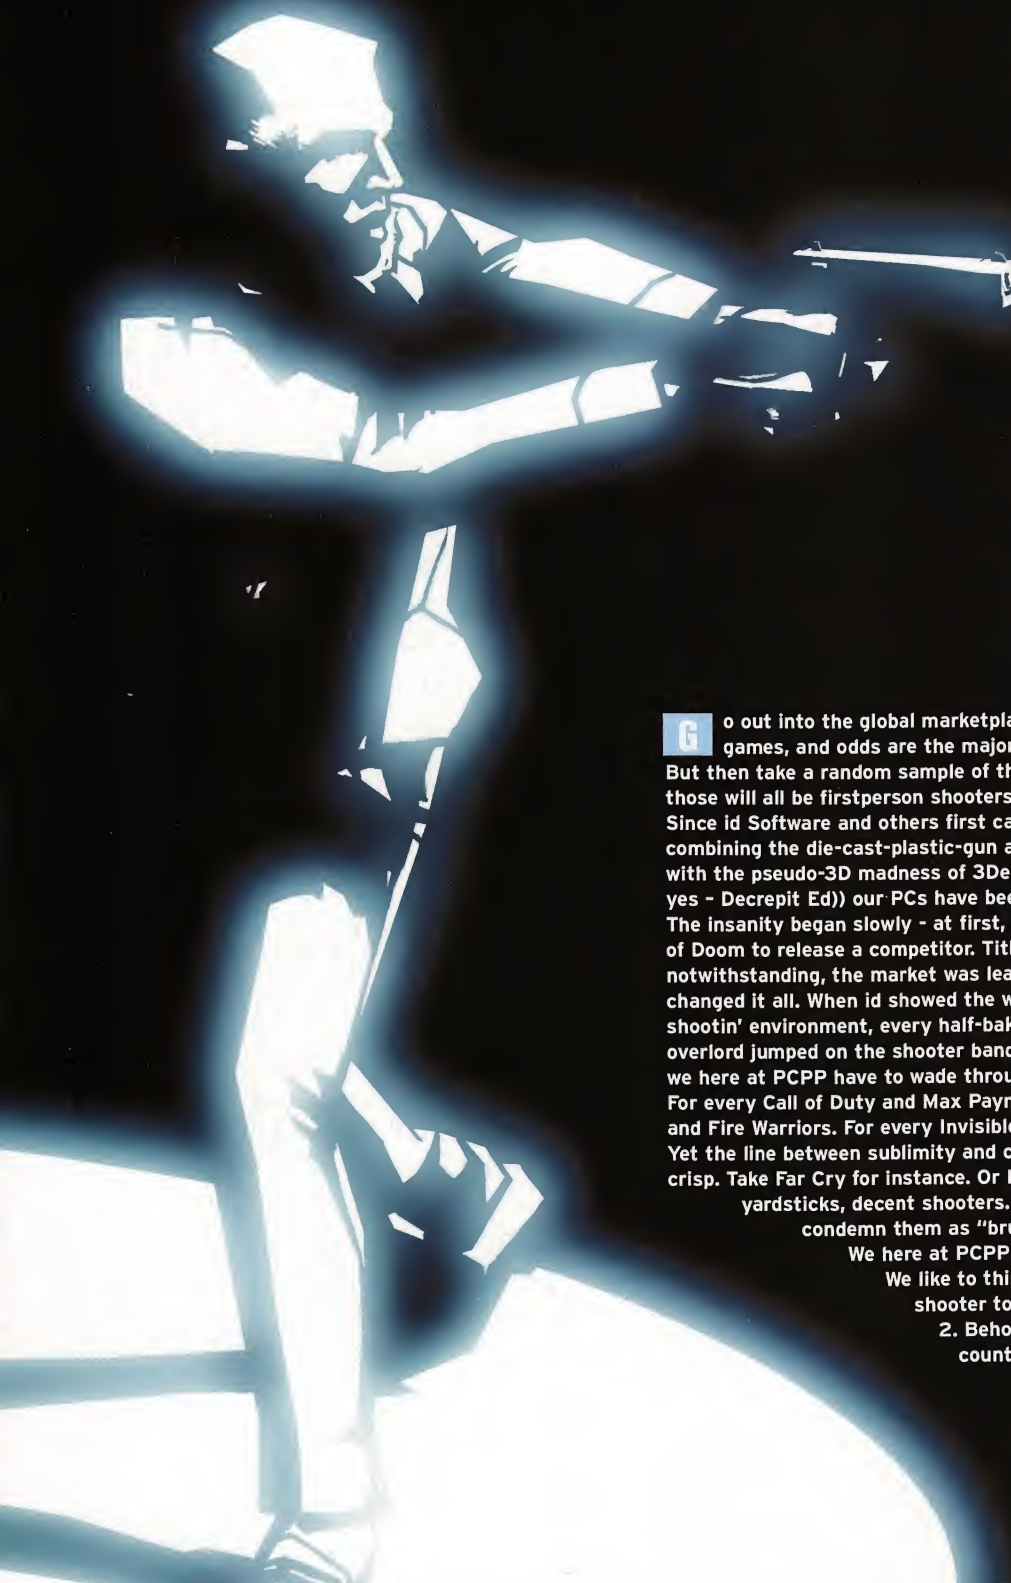 Go out into the global marketpla
games, and odds are the major
But then take a random sample of th
those will all be firstperson shooters
Since id Software and others first ca
combining the die-cast-plastic-gun a
with the pseudo-3D madness of 3De
yes – Decrepit Ed)) our PCs have bee
The insanity began slowly - at first,
of Doom to release a competitor. Titl
notwithstanding, the market was lea
changed it all. When id showed the w
shootin' environment, every half-bak
overlord jumped on the shooter band
we here at PCPP have to wade throu
For every Call of Duty and Max Payn
and Fire Warriors. For every Invisible
Yet the line between sublimity and c
crisp. Take Far Cry for instance. Or
yardsticks, decent shooters.
condemn them as “bru
We here at PCPP
We like to thi
shooter to
2. Beho
count